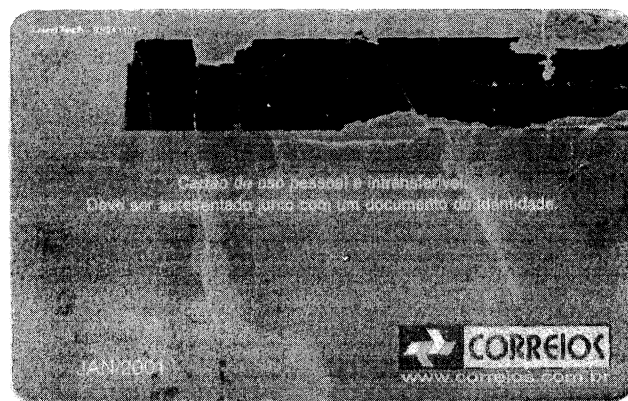 Cartão de uso pessoal e intransferível.
Deve ser apresentado junto com um documento de identidade.
CORREIOS
www.correios.com.br
JAN/2001